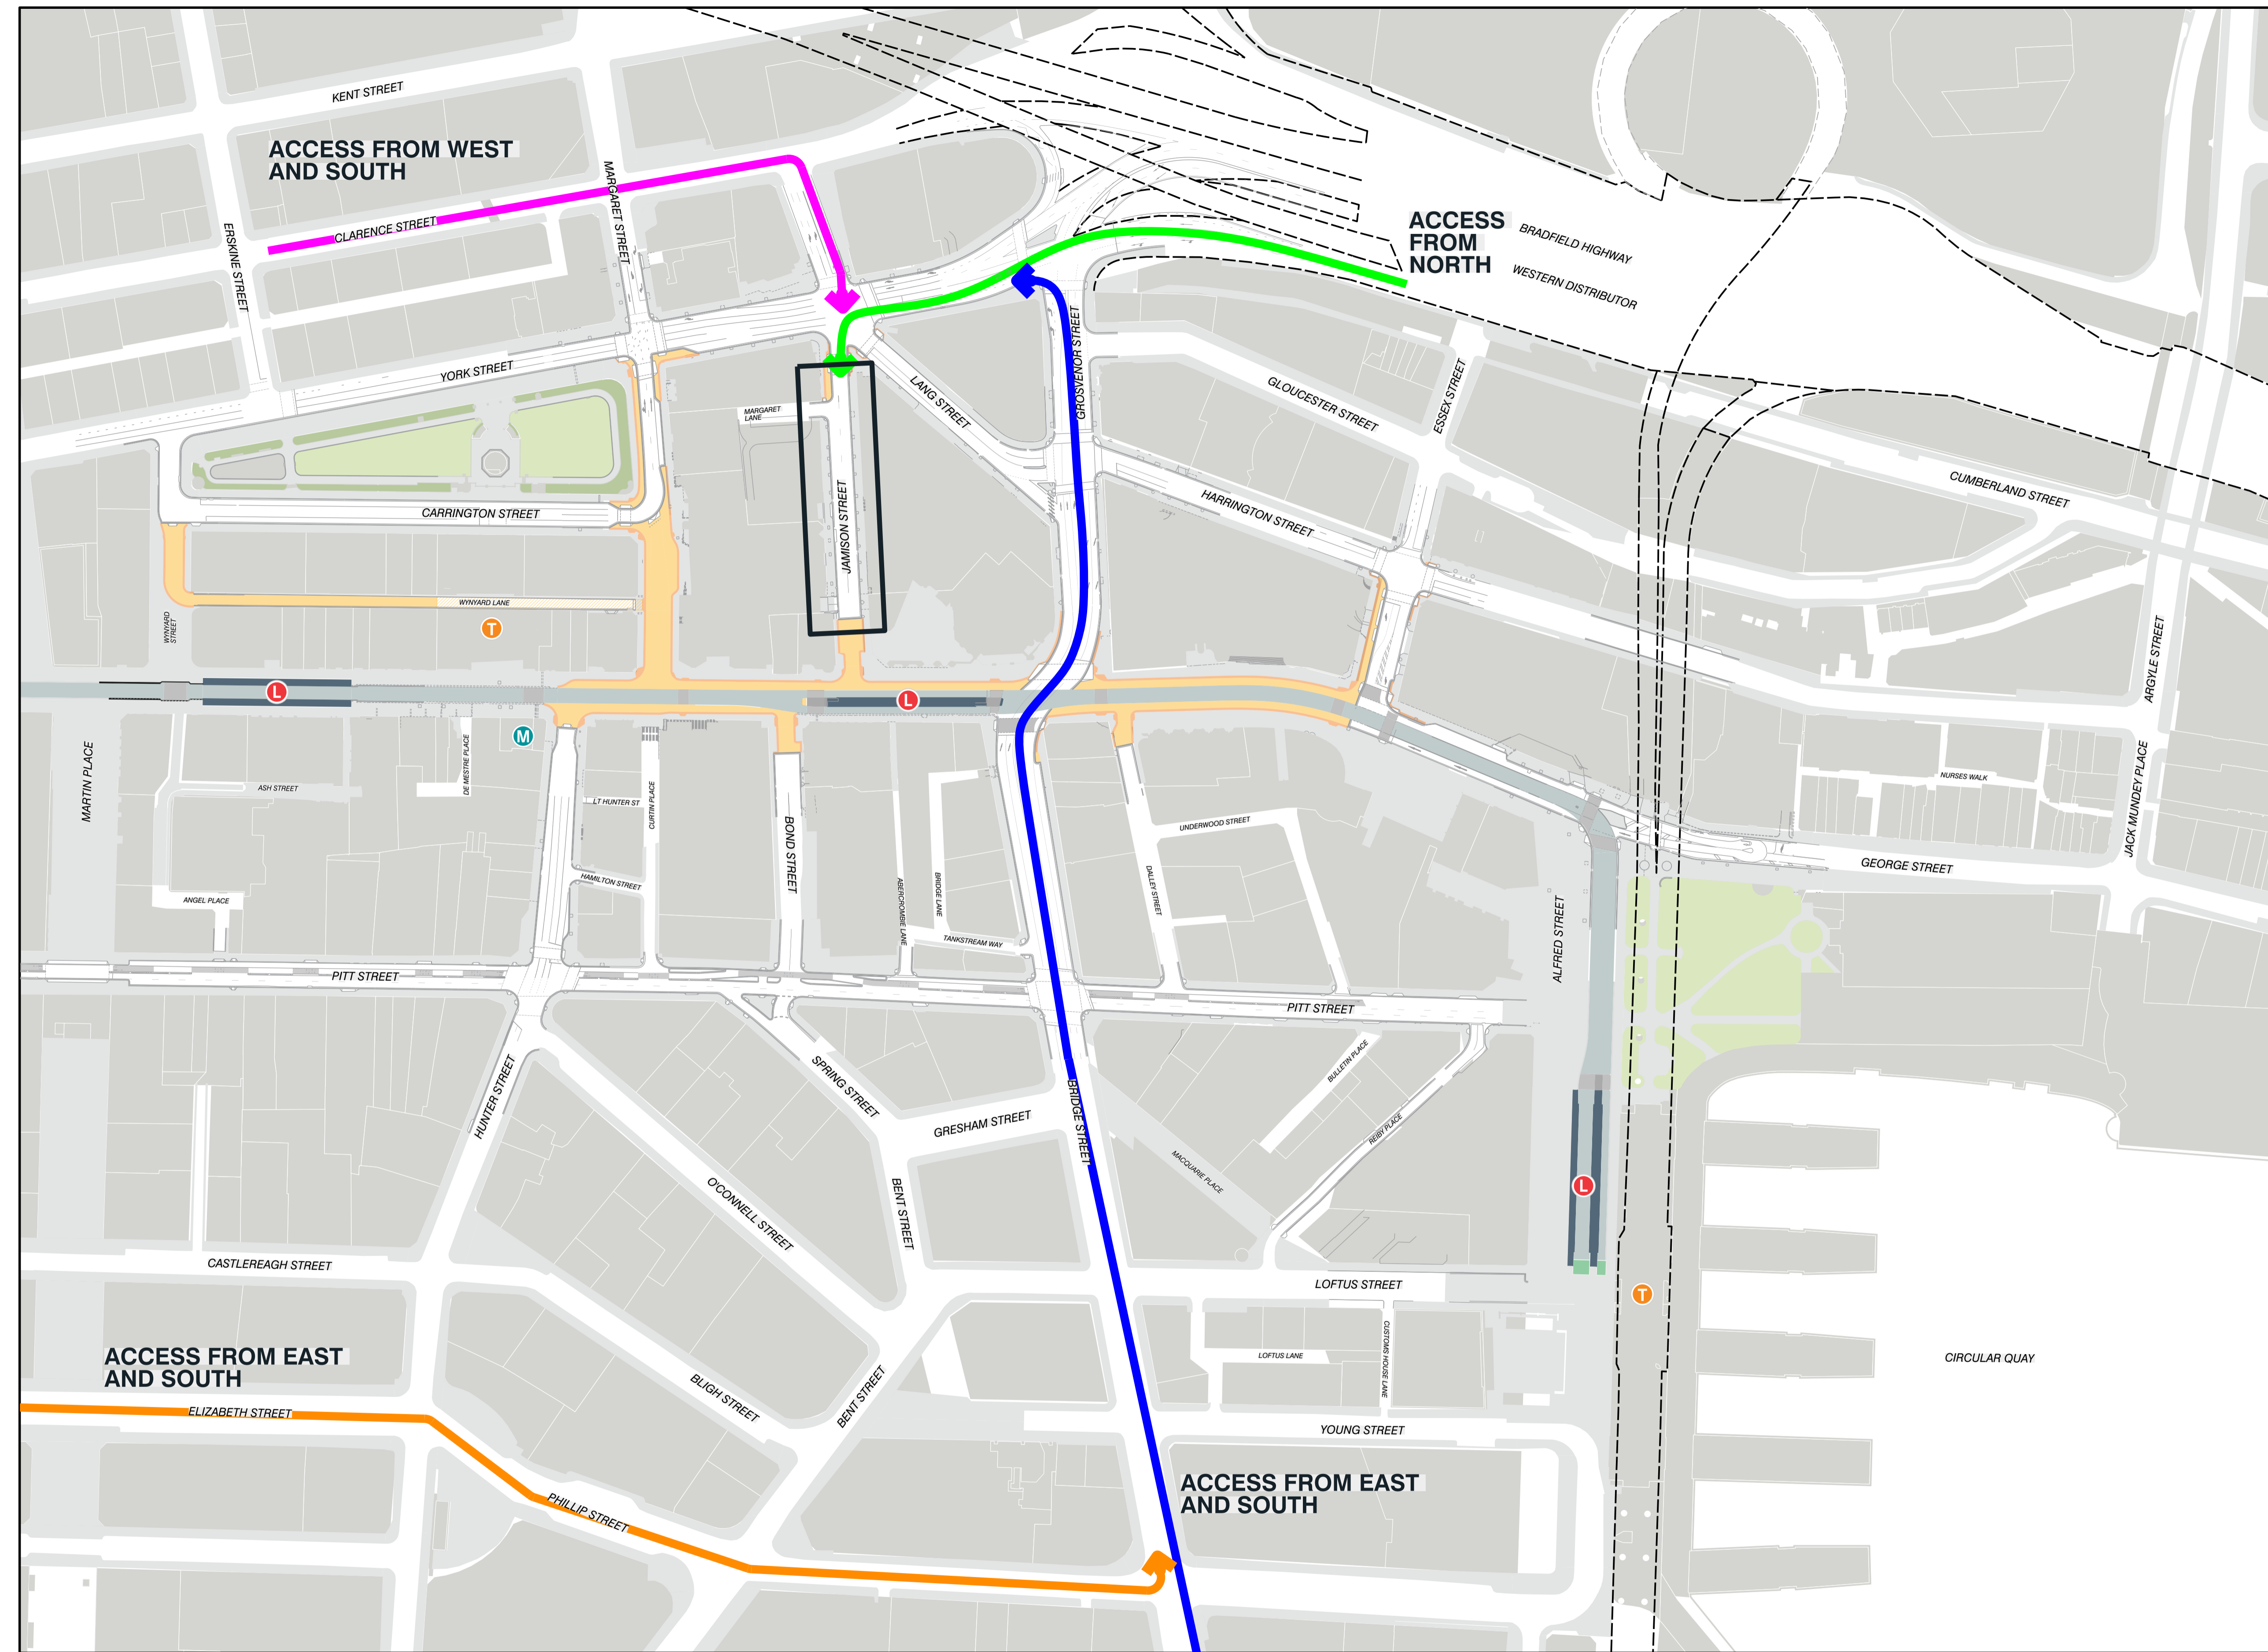 KENT STREET
ACCESS FROM WEST
AND SOUTH
CLARENCE STREET
MARGARET STREET
ERSKINE STREET
YORK STREET
ACCESS
FROM
NORTH
BRADFIELD HIGHWAY
WESTERN DISTRIBUTOR
GROSVENOR STREET
LANG STREET
MARGARET
LANE
GLOUCESTER STREET
ESSEX STREET
CUMBERLAND STREET
HARRINGTON STREET
JAMISON STREET
CARRINGTON STREET
WYNYARD LANE
WYNYARD
STREET
T
L
L
M
ARGYLE STREET
MARTIN PLACE
ASH STREET
DE MESTRE PLACE
LT HUNTER ST
CURTIN PLACE
BOND STREET
UNDERWOOD STREET
NURSES WALK
JACK MUNDEY PLACE
GEORGE STREET
HAMILTON STREET
ANGEL PLACE
ABERCROMBIE LANE
BRIDGE LANE
DALLEY STREET
TANKSTREAM WAY
ALFRED STREET
PITT STREET
PITT STREET
HUNTER STREET
SPRING STREET
GRESHAM STREET
BRIDGE STREET
BULLETIN PLACE
REIBY PLACE
MACQUARIE PLACE
O'CONNELL STREET
BENT STREET
L
CASTLEREAGH STREET
LOFTUS STREET
T
ACCESS FROM EAST
AND SOUTH
LOFTUS LANE
CUSTOMS HOUSE LANE
CIRCULAR QUAY
ELIZABETH STREET
BLIGH STREET
BENT STREET
YOUNG STREET
ACCESS FROM EAST
AND SOUTH
PHILLIP STREET